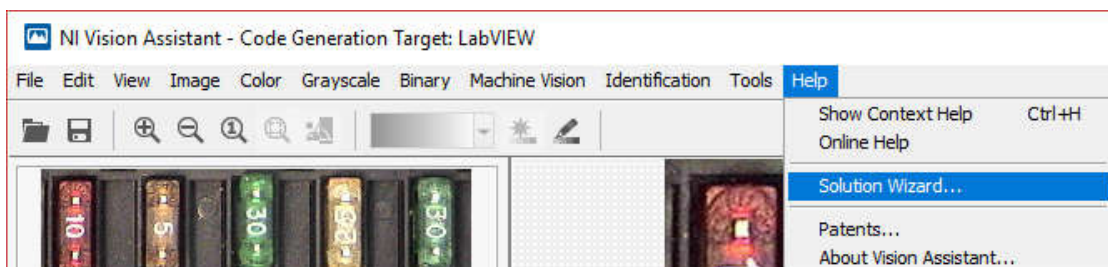 NI Vision Assistant - Code Generation Target: LabVIEW
File Edit View Image Color Grayscale Binary Machine Vision Identification Tools Help
Show Context Help Ctrl+H
Online Help
Solution Wizard...
Patents...
About Vision Assistant...
1
10 5 30 30